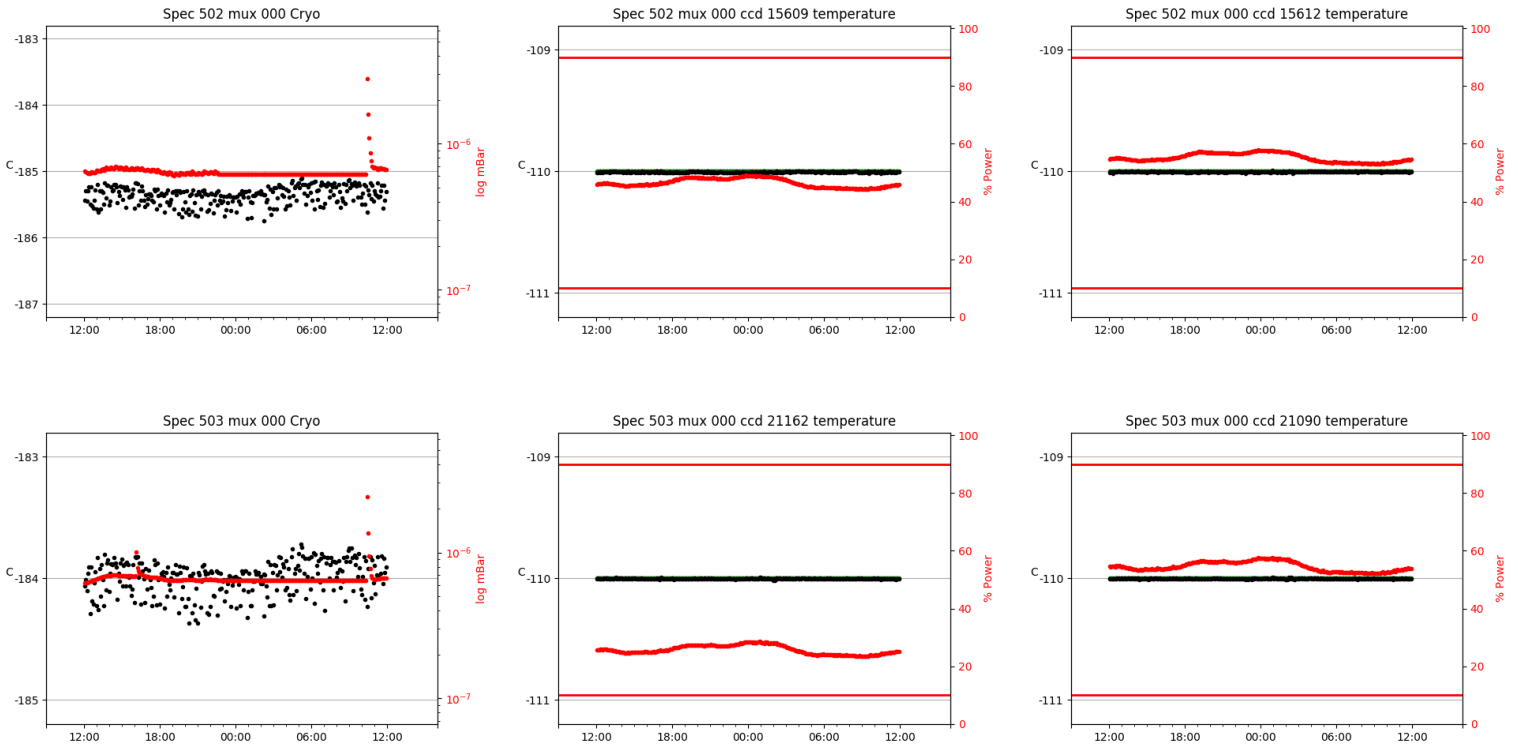 Spec 502 mux 000 Cryo
-183
-184
-185
-186
-187
C
10⁻⁶
10⁻⁷
log mBar
12:00 18:00 00:00 06:00 12:00
Spec 502 mux 000 ccd 15609 temperature
-109
-110
-111
C
100
80
60
40
20
0
% Power
12:00 18:00 00:00 06:00 12:00
Spec 502 mux 000 ccd 15612 temperature
-109
-110
-111
C
100
80
60
40
20
0
% Power
12:00 18:00 00:00 06:00 12:00
Spec 503 mux 000 Cryo
-183
-184
-185
C
10⁻⁶
10⁻⁷
log mBar
12:00 18:00 00:00 06:00 12:00
Spec 503 mux 000 ccd 21162 temperature
-109
-110
-111
C
100
80
60
40
20
0
% Power
12:00 18:00 00:00 06:00 12:00
Spec 503 mux 000 ccd 21090 temperature
-109
-110
-111
C
100
80
60
40
20
0
% Power
12:00 18:00 00:00 06:00 12:00